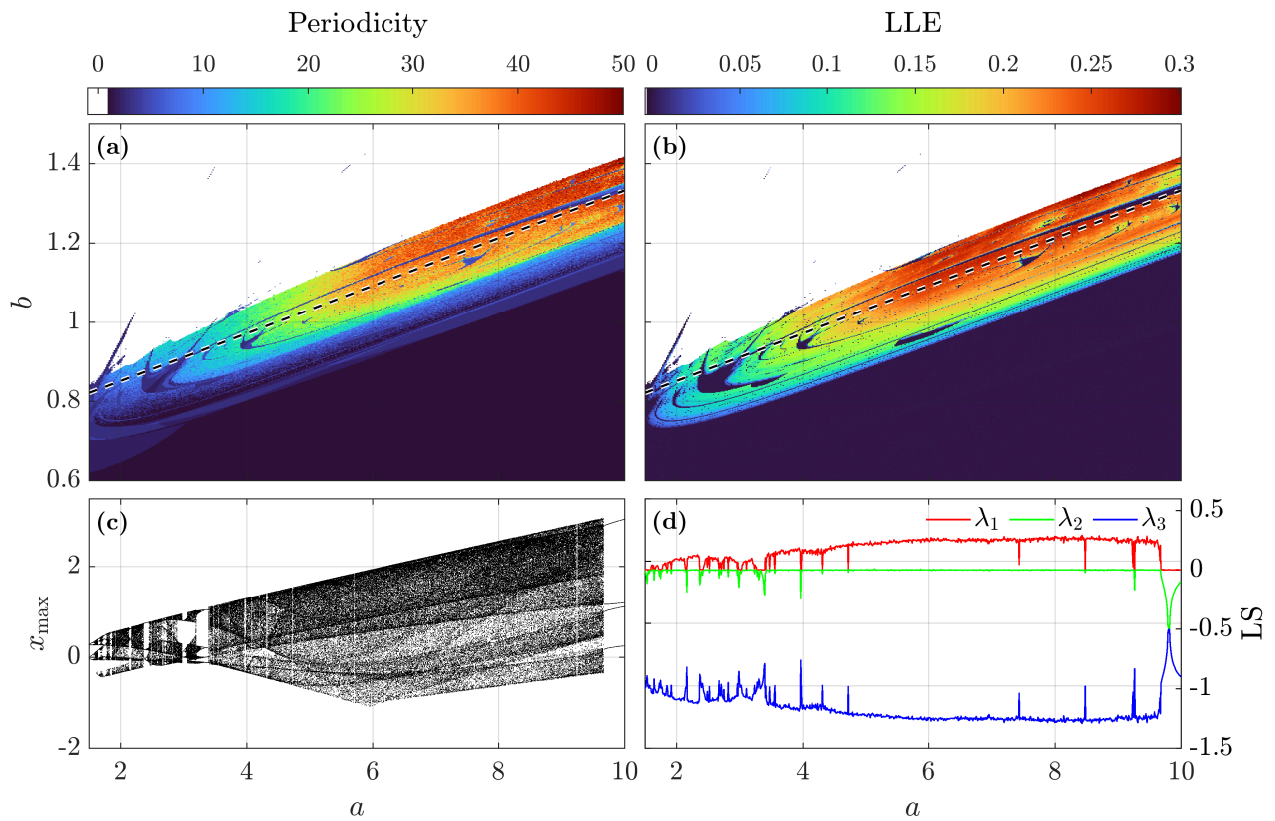 Periodicity LLE
0 10 20 30 40 50 0 0.05 0.1 0.15 0.2 0.25 0.3
(a) (b)
1.4
1.2
b
1
0.8
0.6
(c) (d) λ1 λ2 λ3 0.5
2
0
xmax
0
-0.5
LS
-1
-2
-1.5
2 4 6 8 10 2 4 6 8 10
a a